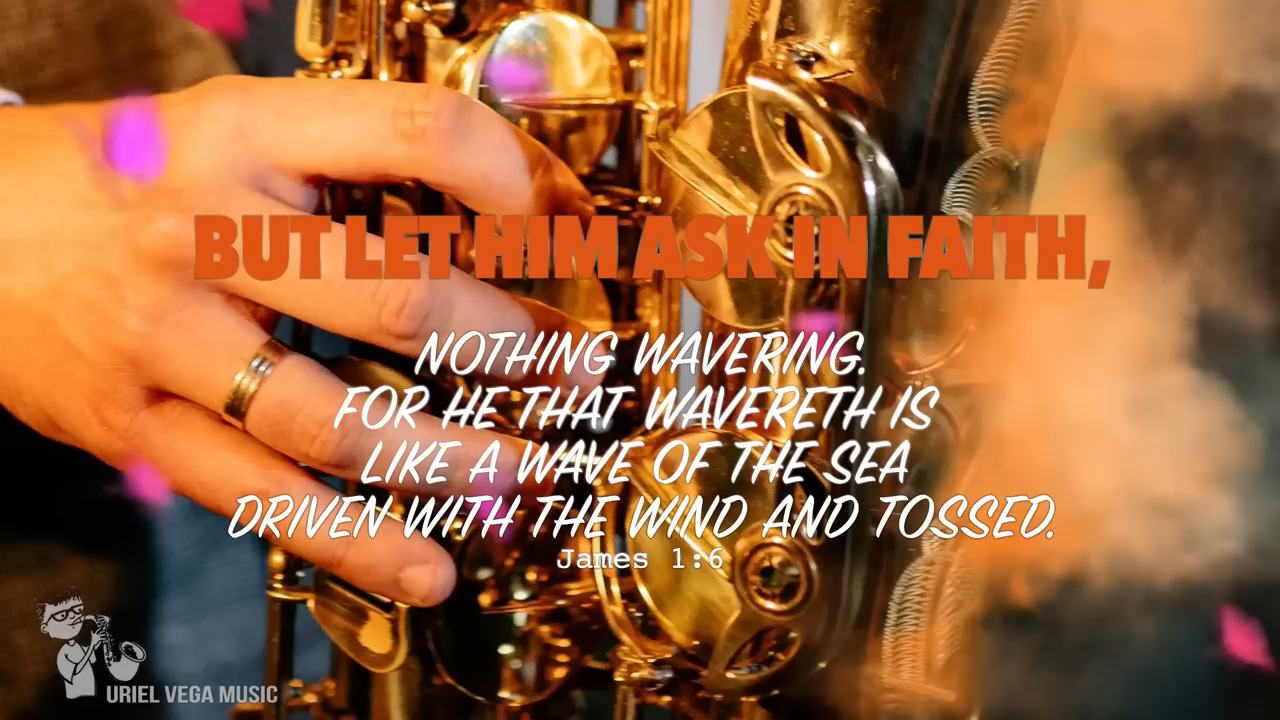 BUT LET HIM ASK IN FAITH,
NOTHING WAVERING.
FOR HE THAT WAVERETH IS
LIKE A WAVE OF THE SEA
DRIVEN WITH THE WIND AND TOSSED.
James 1:6
URIEL VEGA MUSIC